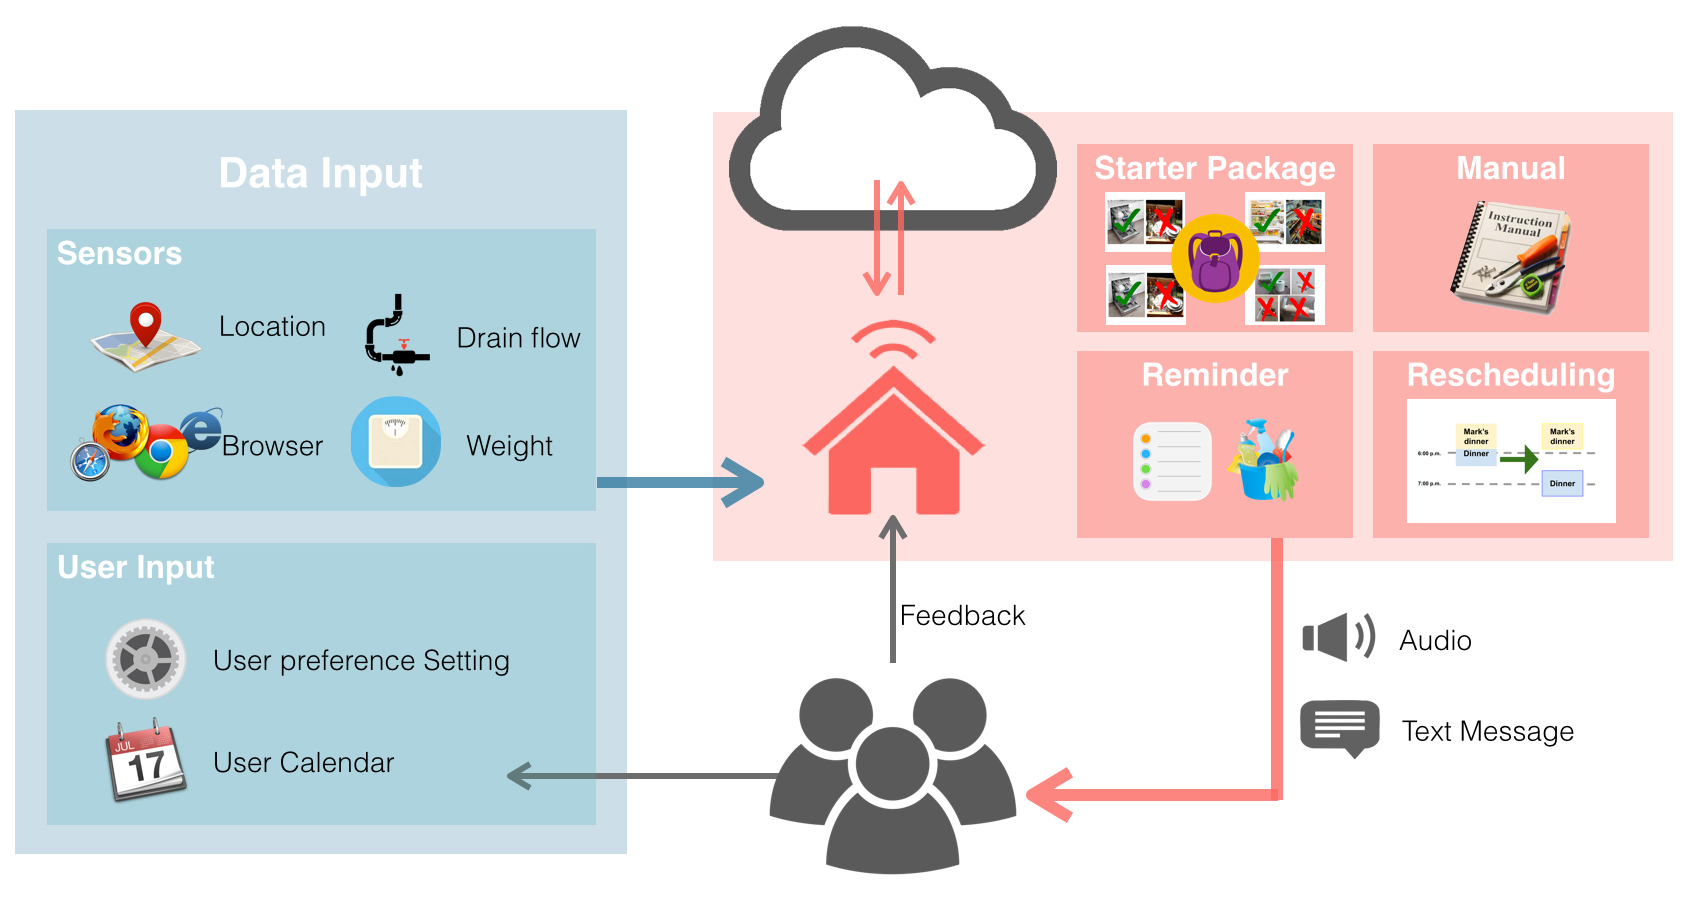 Data Input
Sensors
Location
Drain flow
Browser
Weight
User Input
User preference Setting
JUL
17
User Calendar
Feedback
Starter Package
Manual
Instruction
Manual
Reminder
Rescheduling
Mark's
dinner
Mark's
dinner
6:00 p.m.
Dinner
7:00 p.m.
Dinner
Audio
Text Message